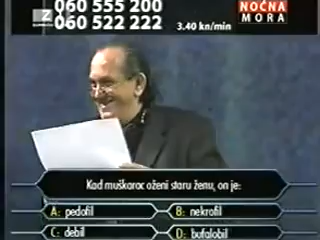 060 555 200
060 522 222
3.40 kn/min
NOĆNA
MORA
Z
Kad muškarac oženi staru ženu, on je:
A: pedofil
B: nekrofil
C: debil
D: bufalobil